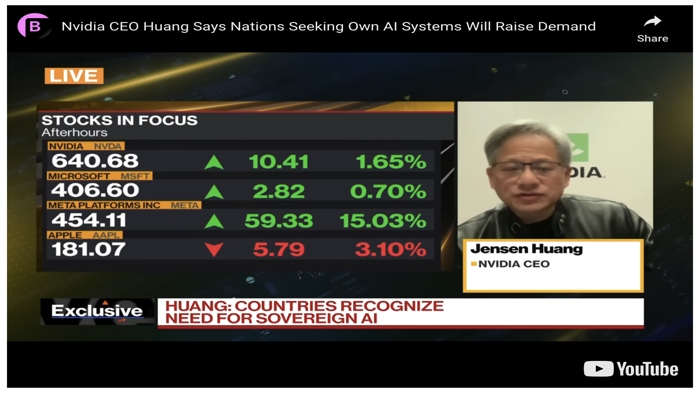 B
Nvidia CEO Huang Says Nations Seeking Own AI Systems Will Raise Demand
Share
LIVE
STOCKS IN FOCUS
Afterhours
NVIDIA NVDA
640.68 10.41 1.65%
MICROSOFT MSFT
406.60 2.82 0.70%
META PLATFORMS INC META
454.11 59.33 15.03%
APPLE AAPL
181.07 5.79 3.10%
DIA.
Jensen Huang
NVIDIA CEO
Exclusive
HUANG: COUNTRIES RECOGNIZE
NEED FOR SOVEREIGN AI
YouTube